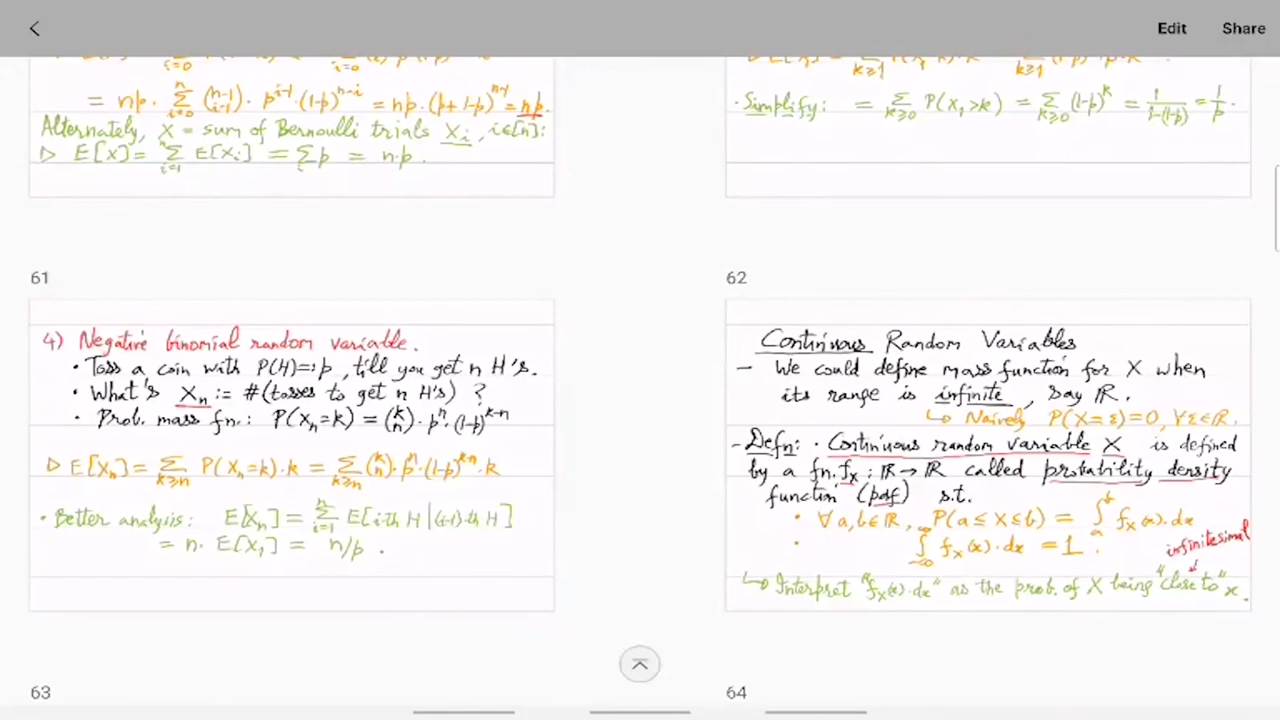 Edit Share
= np. Σ_{i=0}^{n} (n-1 i-1) · p^{i-1} · (1-p)^{n-i} = np·(p+1-p)^{n-1} = np.
Alternately, X = sum of Bernoulli trials X_i, i∈[n]:
▷ E[X] = Σ_{i=1}^{n} E[X_i] = Σ_i p = n·p.
· Simplify: = Σ_{k≥0} P(X_1>k) = Σ_{k≥0} (1-p)^k = 1/(1-(1-p)) = 1/p.
61
4) Negative binomial random variable.
· Toss a coin with P(H)=:p, till you get n H's.
· What's X_n := #(tosses to get n H's) ?
· Prob. mass fn.: P(X_n=k) = (k n)· p^n · (1-p)^{k-n}
▷ E[X_n] = Σ_{k≥n} P(X_n=k)·k = Σ_{k≥n} (k n)· p^n · (1-p)^{k-n}·k
· Better analysis: E[X_n] = Σ_{i=1}^{n} E[i-th H | (i-1)-th H]
= n. E[X_1] = n/p .
62
Continuous Random Variables
- We could define mass function for X when
its range is infinite, say ℝ.
↳ Naively P(X=ε)=0, ∀ε∈ℝ.
- Defn: · Continuous random variable X is defined
by a fn. f_X : ℝ→ℝ called probability density
function (pdf) s.t.
· ∀a,b∈ℝ, P(a≤X≤b) = ∫_a^b f_X(x)·dx
· ∫_{-∞}^{∞} f_X(x)·dx = 1.
infinitesimal
↳ Interpret "f_X(x)·dx" as the prob. of X being "close to" x.
63
64